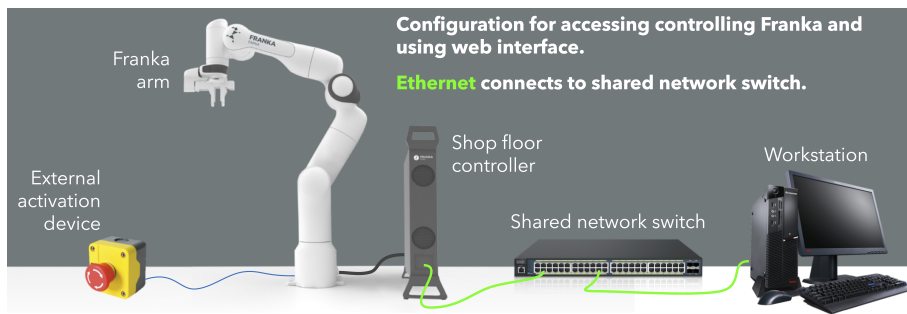 Configuration for accessing controlling Franka and
using web interface.
Ethernet connects to shared network switch.
Franka
arm
FRANKA
Shop floor
controller
FRANKA
Workstation
External
activation
device
Shared network switch